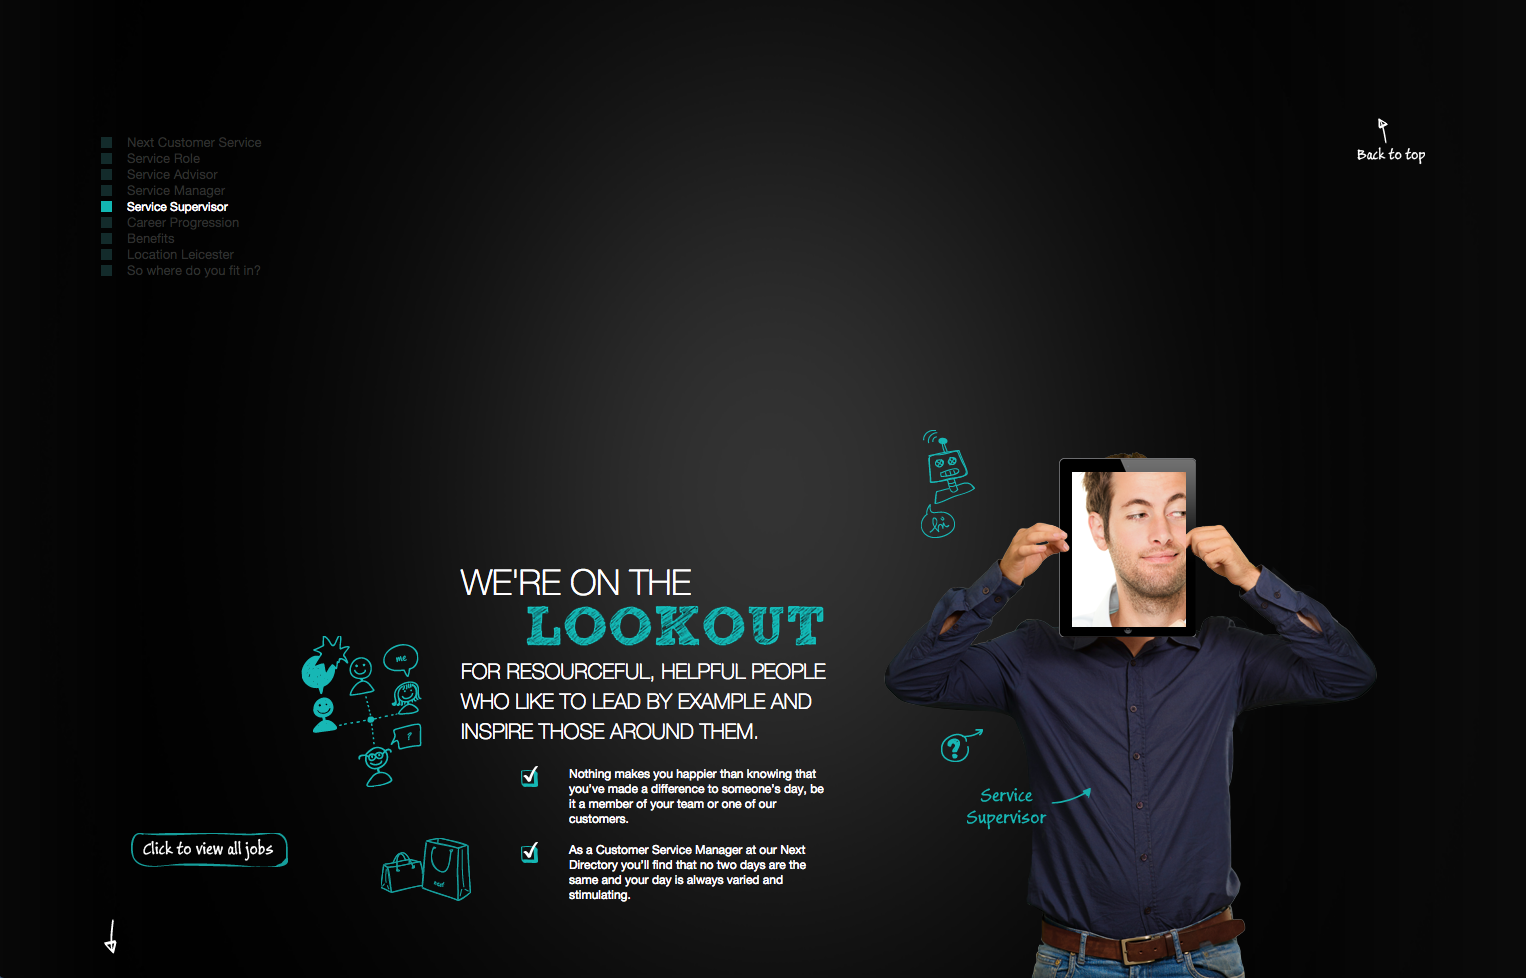 Next Customer Service
Service Role
Service Advisor
Service Manager
Service Supervisor
Career Progression
Benefits
Location Leicester
So where do you fit in?
Back to top
hi
WE'RE ON THE
LOOKOUT
FOR RESOURCEFUL, HELPFUL PEOPLE
WHO LIKE TO LEAD BY EXAMPLE AND
INSPIRE THOSE AROUND THEM.
me
?
Nothing makes you happier than knowing that
you've made a difference to someone's day, be
it a member of your team or one of our
customers.
As a Customer Service Manager at our Next
Directory you'll find that no two days are the
same and your day is always varied and
stimulating.
?
Service
Supervisor
Click to view all jobs
next